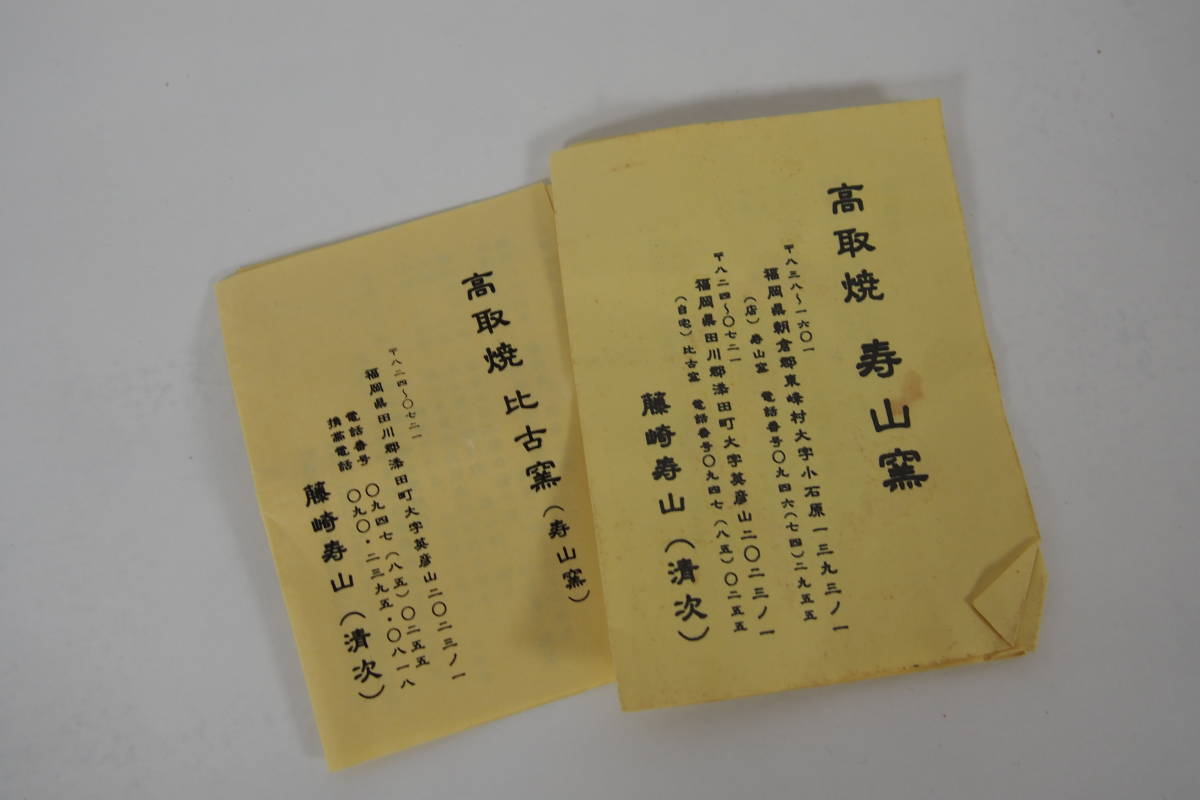 高取焼 寿山窯
〒八三八～一六〇一
福岡県朝倉郡東峰村大字小石原一三九三ノ一
（店）寿山窯 電話番号〇九四六（七四）二九五五
〒八二四～〇七二一
福岡県田川郡添田町大字英彦山二〇二三ノ一
（自宅）比古窯 電話番号〇九四七（八五）〇二五五
藤崎寿山（清次）
高取焼 比古窯（寿山窯）
〒八二四～〇七二一
福岡県田川郡添田町大字英彦山二〇二三ノ一
電話番号 〇九四七（八五）〇二五五
携帯電話 〇九〇・二三九五・〇八一八
藤崎寿山（清次）